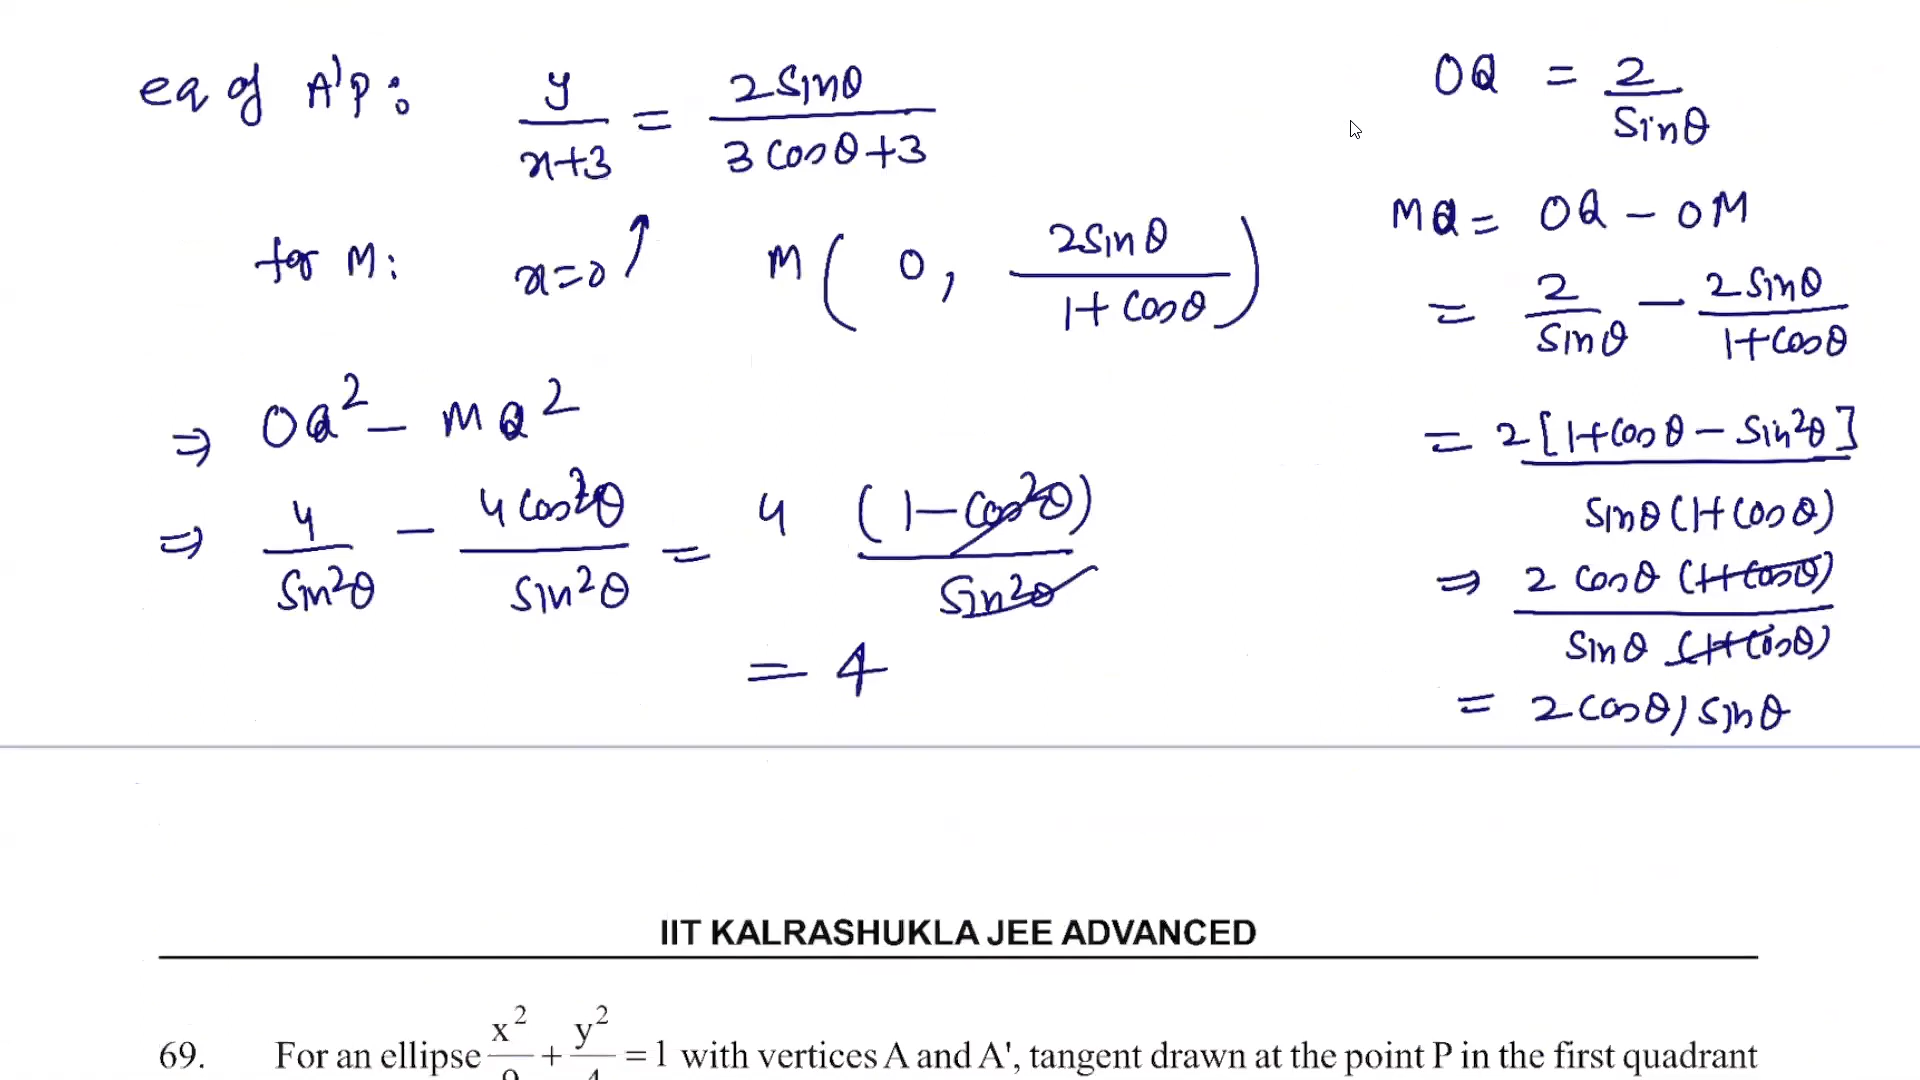 eq of A'P: y/(x+3) = 2 sinθ/(3 cosθ+3)
for M: x=0 ↑ M(0, 2 sinθ/(1+cosθ))
⇒ OQ² − MQ²
⇒ 4/sin²θ − 4cos²θ/sin²θ = 4 (1−cos²θ)/sin²θ
= 4
OQ = 2/sinθ
MQ = OQ − OM
= 2/sinθ − 2 sinθ/(1+cosθ)
= 2[1+cosθ − sin²θ]/sinθ(1+cosθ)
⇒ 2 cosθ (1+cosθ)/sinθ (1+cosθ)
= 2cosθ/sinθ
IIT KALRASHUKLA JEE ADVANCED
69. For an ellipse x²/9 + y²/4 = 1 with vertices A and A', tangent drawn at the point P in the first quadrant